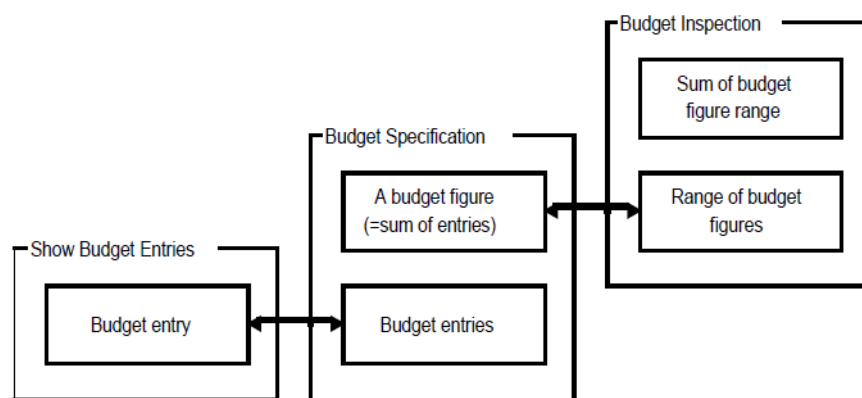 Budget Inspection
Sum of budget
figure range
Budget Specification
A budget figure
(=sum of entries)
Range of budget
figures
Show Budget Entries
Budget entry
Budget entries